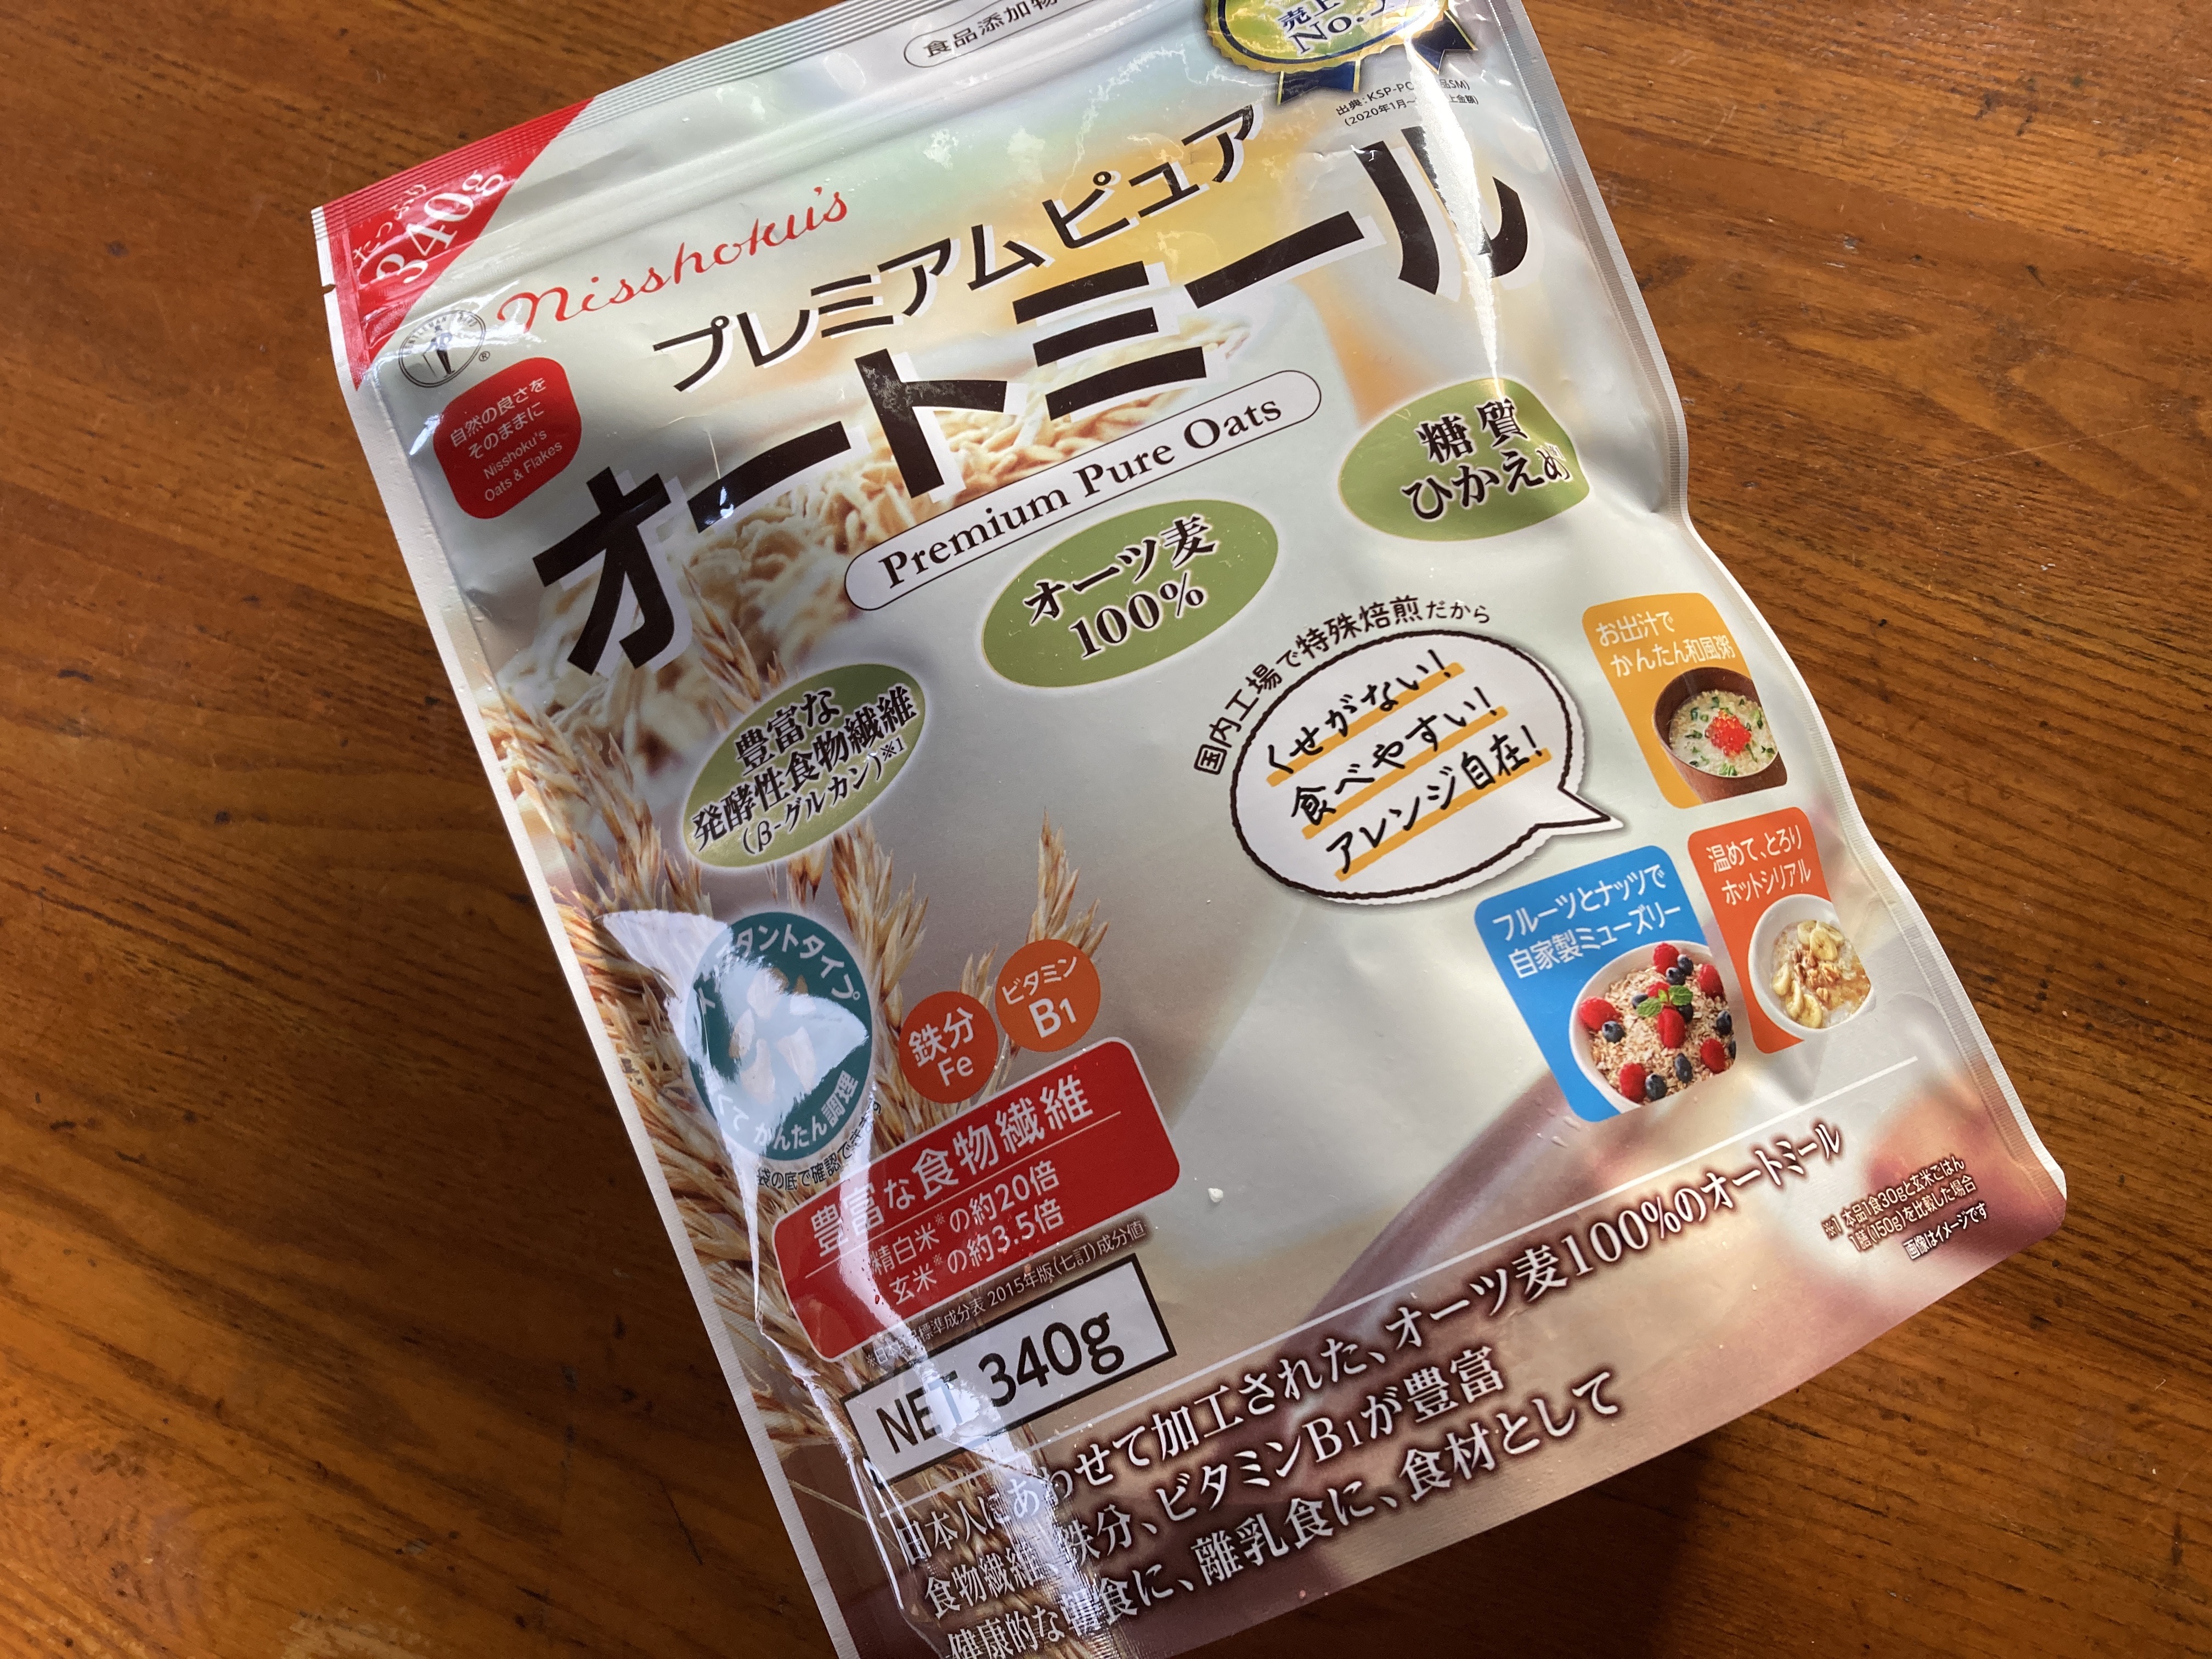 食品添加物
売上
No.
出典:KSP-PO
(2020年1月~
たっぷり
340g
Nisshoku's
プレミアムピュア
オートミール
Premium Pure Oats
自然の良さを
そのままに
Nisshoku's
Oats & Flakes
糖質
ひかえめ
オーツ麦
100%
豊富な
発酵性食物繊維
(β-グルカン)※1
国内工場で特殊焙煎だから
くせがない!
食べやすい!
アレンジ自在!
お出汁で
かんたん和風粥
温めて、とろり
ホットシリアル
フルーツとナッツで
自家製ミューズリー
タントタイプ
かんたん調理
袋の底で確認できます
鉄分
Fe
ビタミン
B1
豊富な食物繊維
精白米※の約20倍
玄米※の約3.5倍
標準成分表 2015年版(七訂)成分値
NET 340g
※1 本品1食30gと玄米ごはん
1膳(150g)を比較した場合
画像はイメージです
日本人にあわせて加工された、オーツ麦100%のオートミール
食物繊維、鉄分、ビタミンB1が豊富
健康的な朝食に、離乳食に、食材として